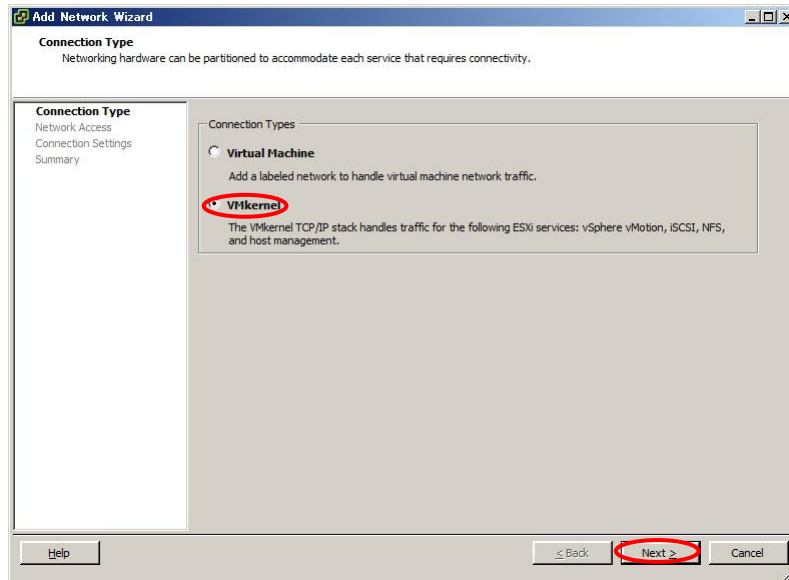 Add Network Wizard
Connection Type
Networking hardware can be partitioned to accommodate each service that requires connectivity.
Connection Type
Network Access
Connection Settings
Summary
Connection Types
Virtual Machine
Add a labeled network to handle virtual machine network traffic.
VMkernel
The VMkernel TCP/IP stack handles traffic for the following ESXi services: vSphere vMotion, iSCSI, NFS,
and host management.
Help
< Back
Next >
Cancel